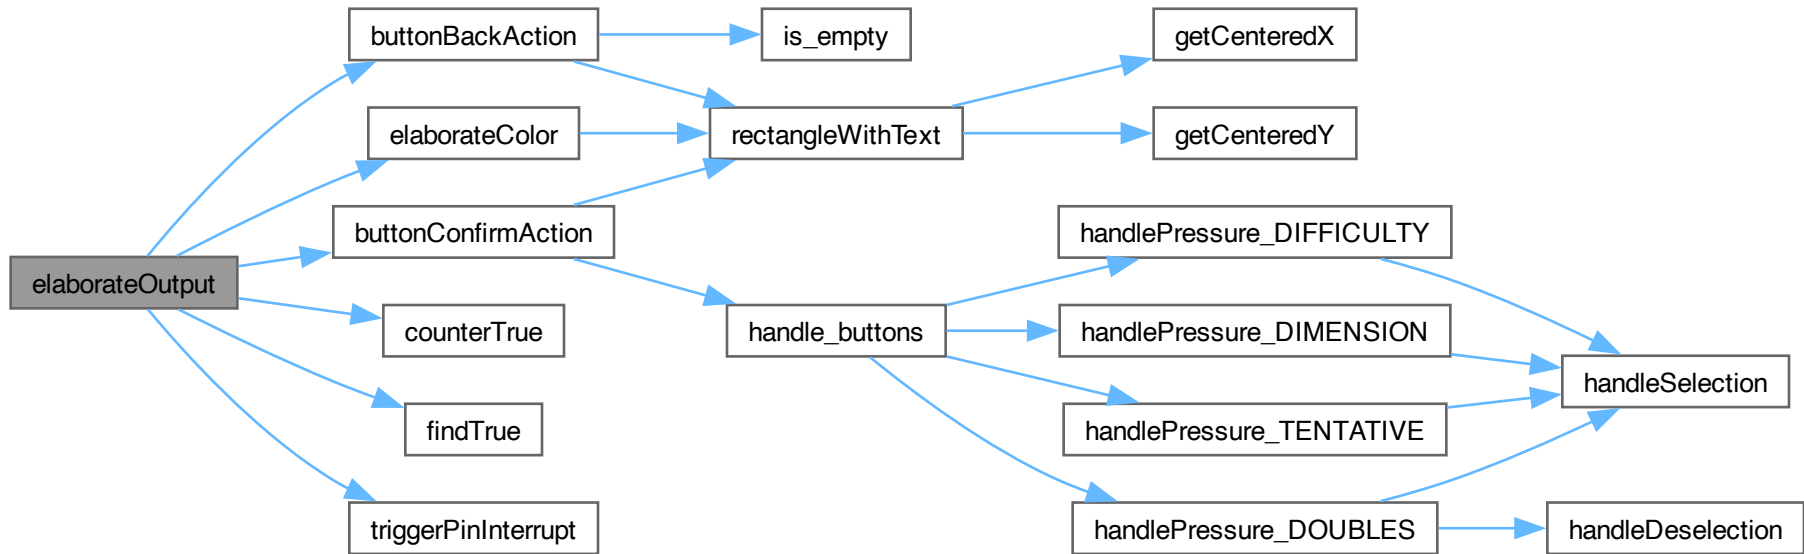 buttonBackAction
is_empty
getCenteredX
elaborateColor
rectangleWithText
getCenteredY
buttonConfirmAction
handlePressure_DIFFICULTY
elaborateOutput
counterTrue
handle_buttons
handlePressure_DIMENSION
handleSelection
findTrue
handlePressure_TENTATIVE
triggerPinInterrupt
handlePressure_DOUBLES
handleDeselection